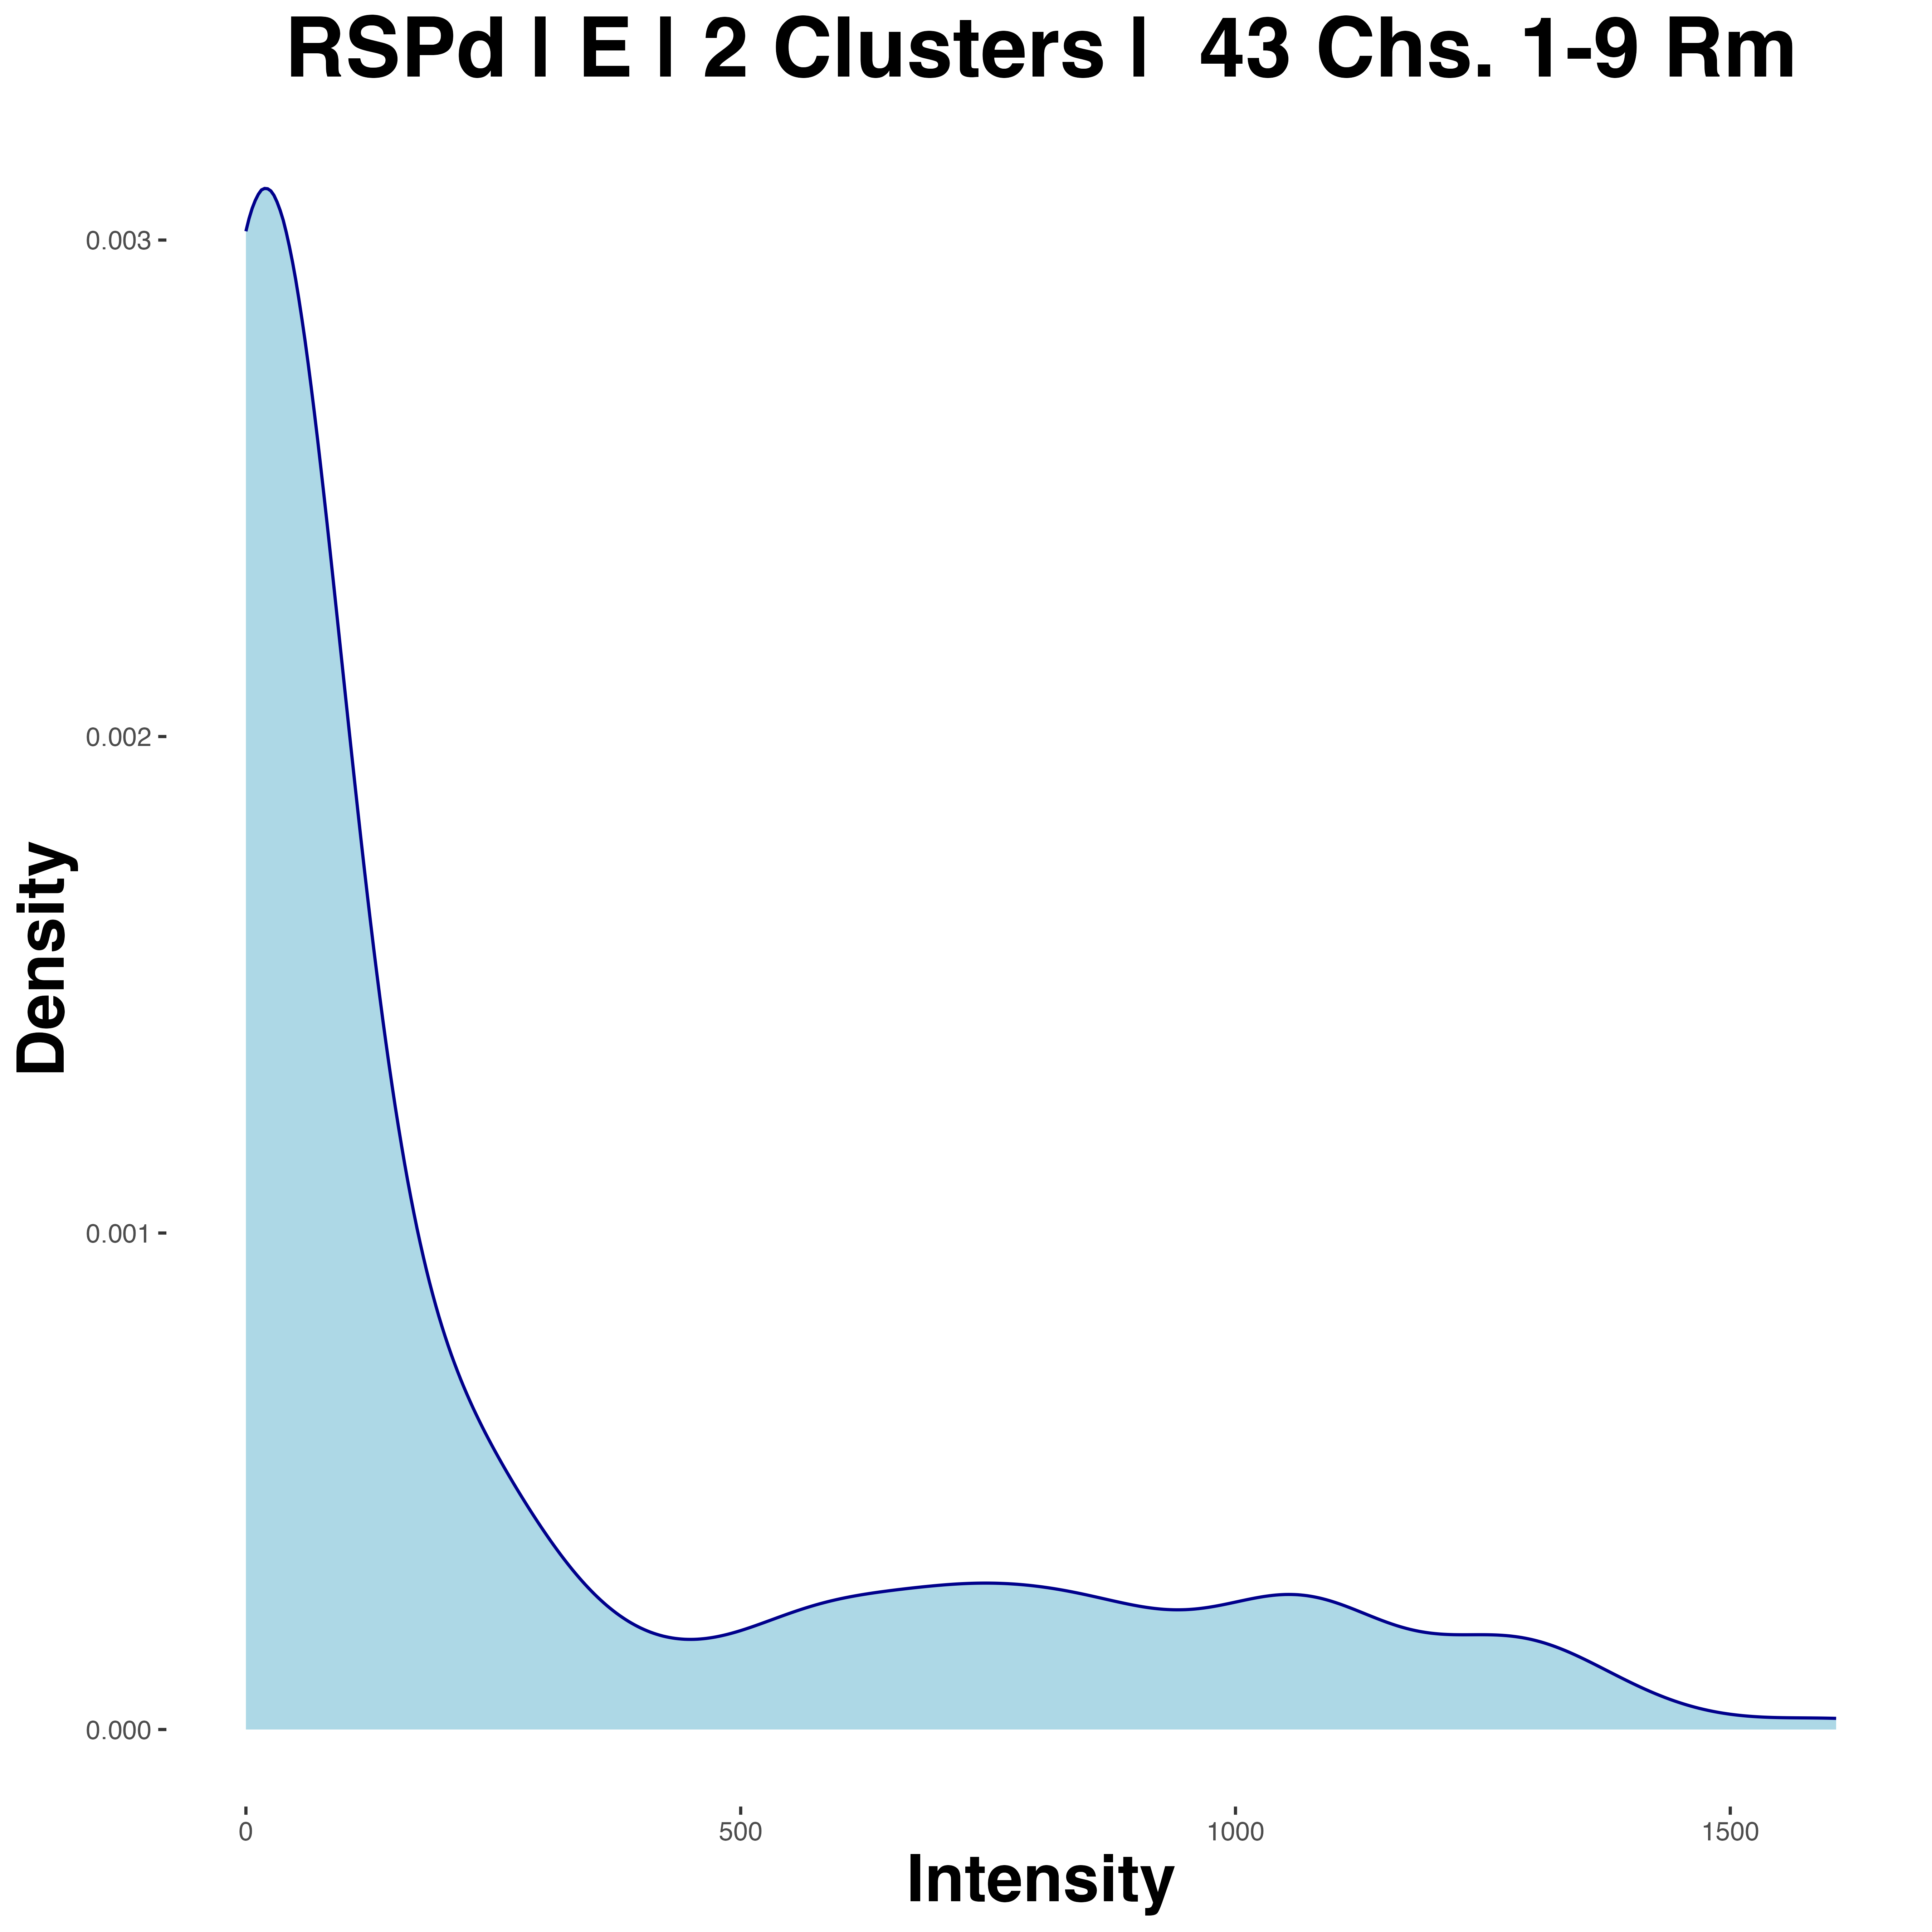 RSPd | E | 2 Clusters | 43 Chs. 1-9 Rm
0.003
0.002
0.001
0.000
Density
0 500 1000 1500
Intensity